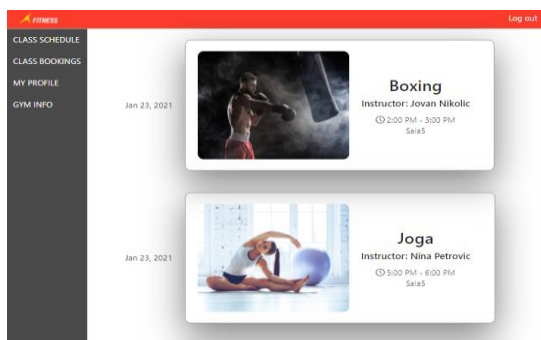 FITNESS
Log out
CLASS SCHEDULE
CLASS BOOKINGS
MY PROFILE
GYM INFO
Jan 23, 2021
Boxing
Instructor: Jovan Nikolic
2:00 PM - 3:00 PM
Sala5
Jan 23, 2021
Joga
Instructor: Nina Petrovic
5:00 PM - 6:00 PM
Sala5